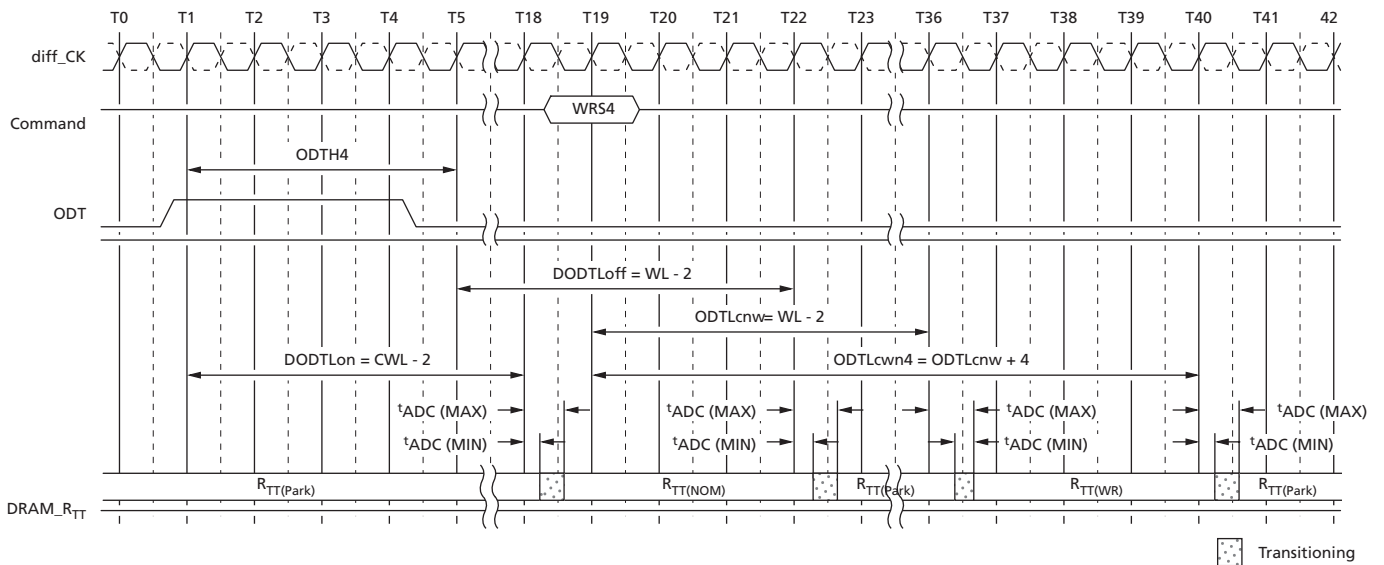 T0 T1 T2 T3 T4 T5 T18 T19 T20 T21 T22 T23 T36 T37 T38 T39 T40 T41 42
diff_CK
Command
WRS4
ODTH4
ODT
DODTLoff = WL - 2
ODTLcnw= WL - 2
DODTLon = CWL - 2
ODTLcwn4 = ODTLcnw + 4
tADC (MAX) tADC (MAX) tADC (MAX) tADC (MAX)
tADC (MIN) tADC (MIN) tADC (MIN) tADC (MIN)
RTT(Park) RTT(NOM) RTT(Park) RTT(WR) RTT(Park)
DRAM_RTT
Transitioning